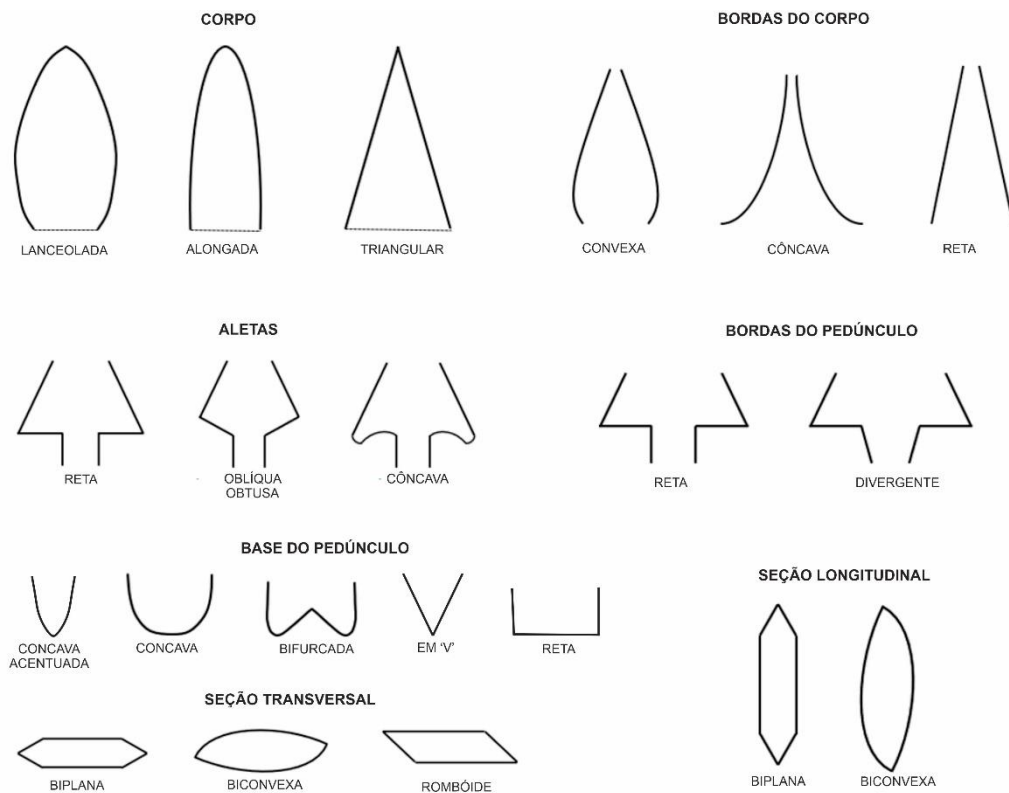 CORPO
LANCEOLADA
ALONGADA
TRIANGULAR
BORDAS DO CORPO
CONVEXA
CÔNCAVA
RETA
ALETAS
RETA
OBLÍQUA
OBTUSA
CÔNCAVA
BORDAS DO PEDÚNCULO
RETA
DIVERGENTE
BASE DO PEDÚNCULO
CONCAVA
ACENTUADA
CONCAVA
BIFURCADA
EM 'V'
RETA
SEÇÃO LONGITUDINAL
BIPLANA
BICONVEXA
SEÇÃO TRANSVERSAL
BIPLANA
BICONVEXA
ROMBÓIDE